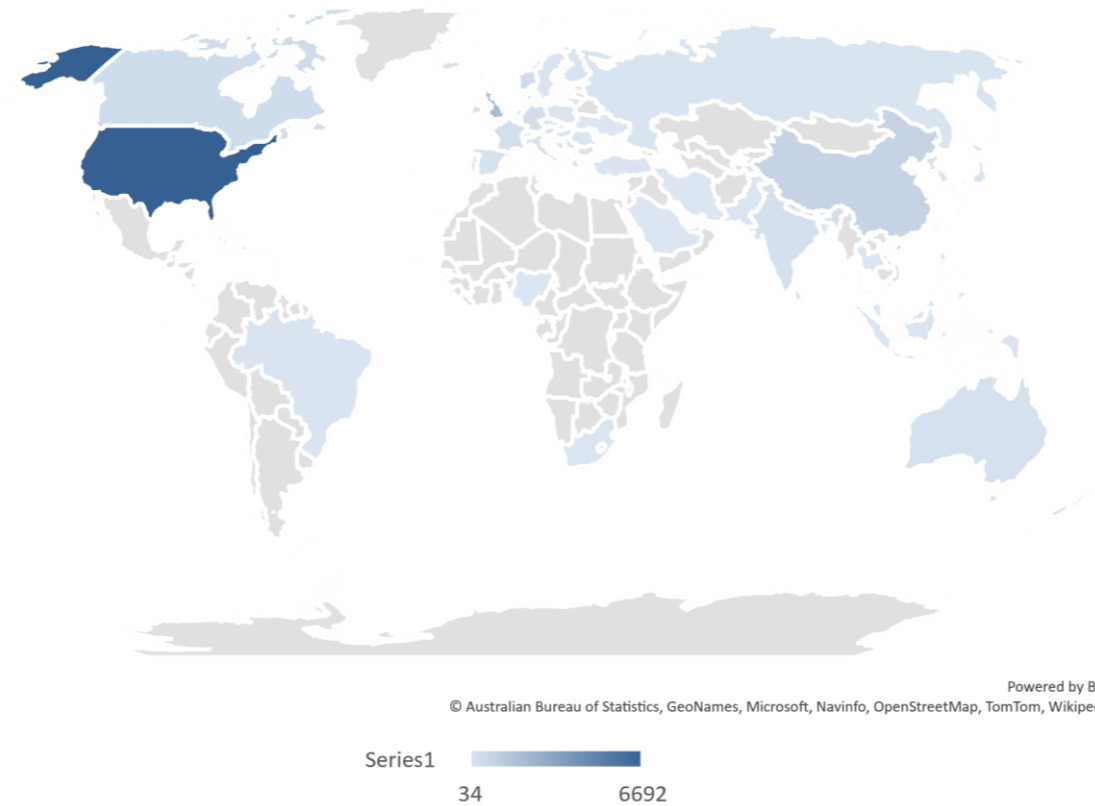 Powered by B
© Australian Bureau of Statistics, GeoNames, Microsoft, Navinfo, OpenStreetMap, TomTom, Wikipe
Series1
34
6692